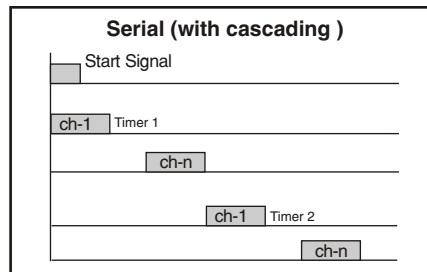 Serial (with cascading )
Start Signal
ch-1 Timer 1
ch-n
ch-1 Timer 2
ch-n